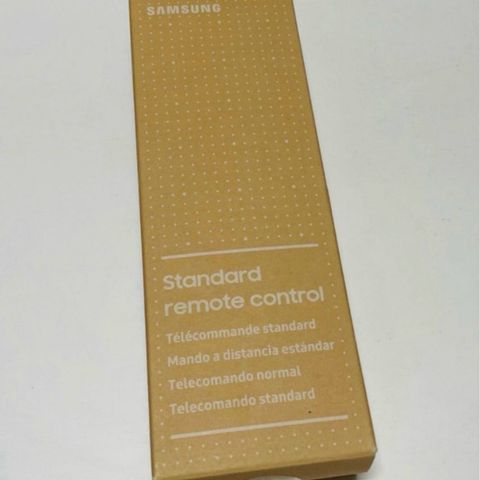 SAMSUNG
Standard
remote control
Télécommande standard
Mando a distancia estándar
Telecomando normal
Telecomando standard